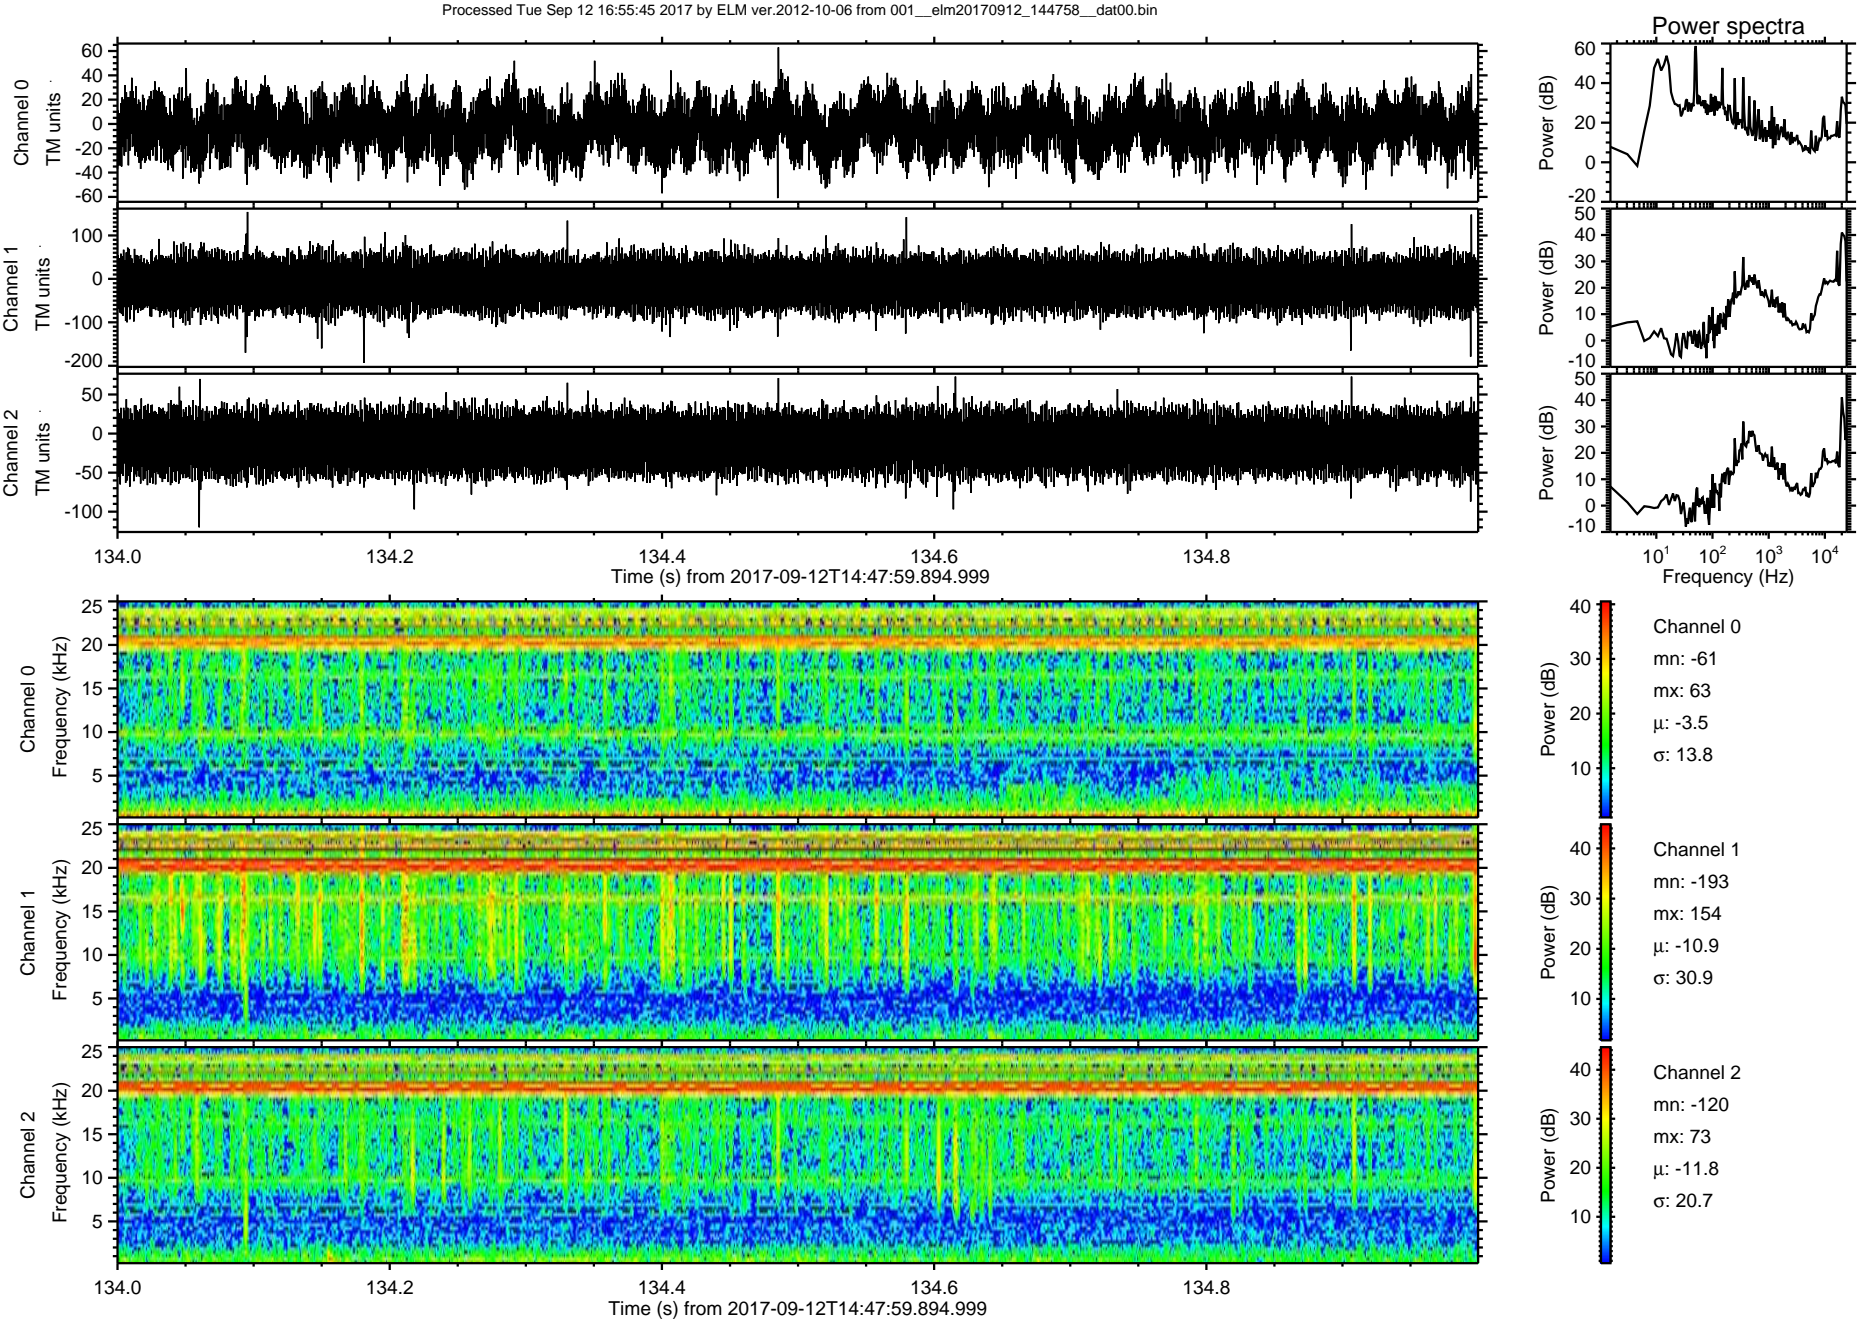 Processed Tue Sep 12 16:55:45 2017 by ELM ver.2012-10-06 from 001__elm20170912_144758__dat00.bin
Power spectra
Channel 0
TM units
60
40
20
0
-20
-40
-60
Power (dB)
60
40
20
0
-20
Channel 1
TM units
100
0
-100
-200
Power (dB)
50
40
30
20
10
0
-10
Channel 2
TM units
50
0
-50
-100
Power (dB)
50
40
30
20
10
0
-10
134.0 134.2 134.4 134.6 134.8
Time (s) from 2017-09-12T14:47:59.894.999
10¹ 10² 10³ 10⁴
Frequency (Hz)
Channel 0
Frequency (kHz)
25
20
15
10
5
Power (dB)
40
30
20
10
Channel 0
mn: -61
mx: 63
μ: -3.5
σ: 13.8
Channel 1
Frequency (kHz)
25
20
15
10
5
Power (dB)
40
30
20
10
Channel 1
mn: -193
mx: 154
μ: -10.9
σ: 30.9
Channel 2
Frequency (kHz)
25
20
15
10
5
Power (dB)
40
30
20
10
Channel 2
mn: -120
mx: 73
μ: -11.8
σ: 20.7
134.0 134.2 134.4 134.6 134.8
Time (s) from 2017-09-12T14:47:59.894.999